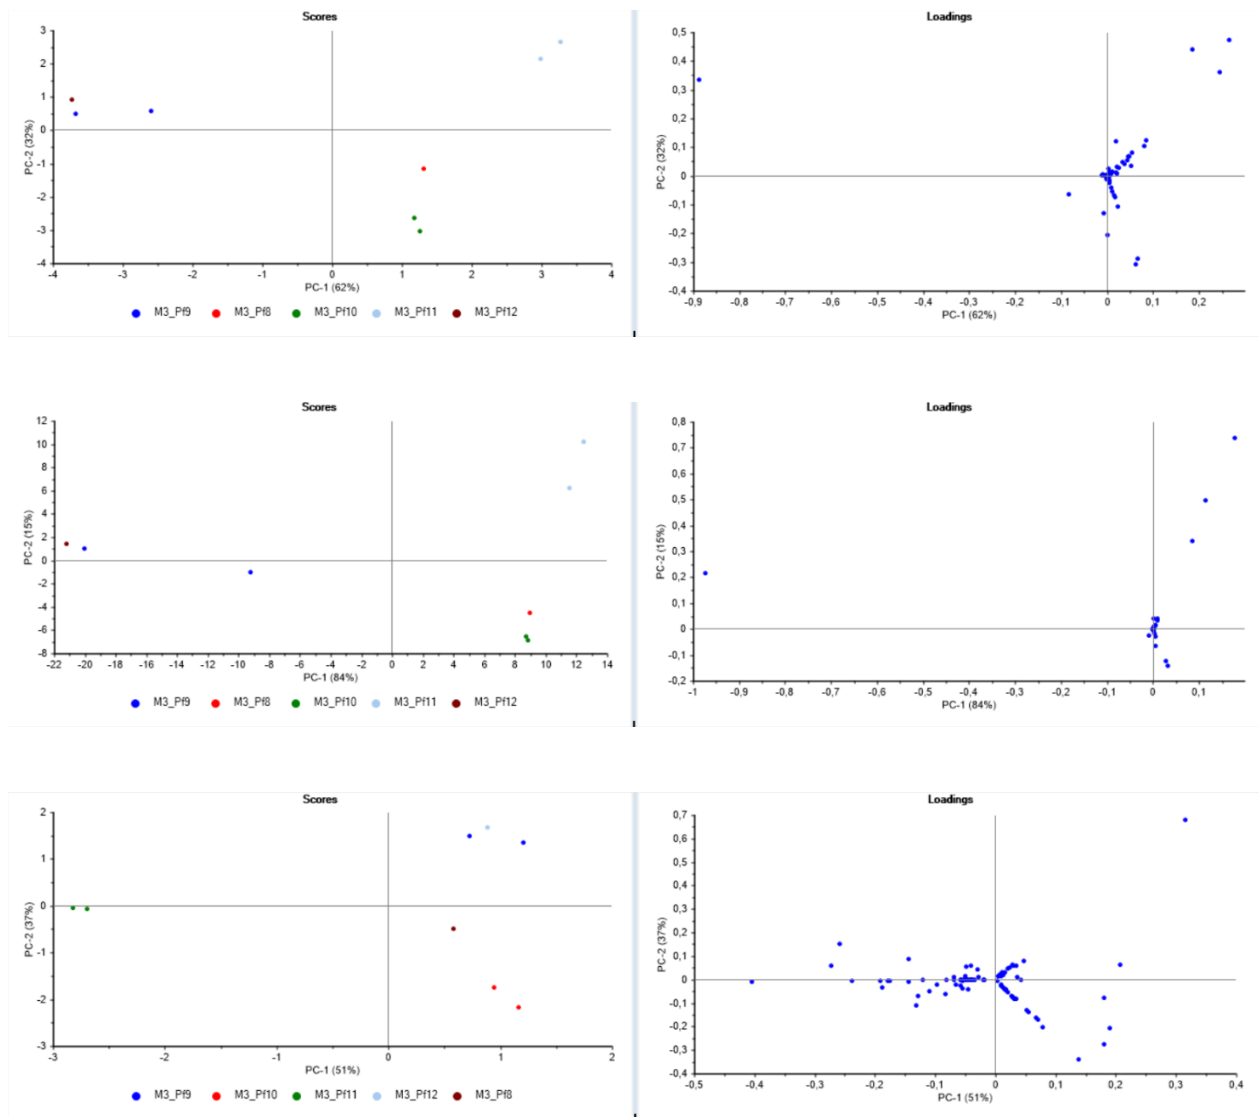 Scores
3
2
1
0
-1
-2
-3
-4
PC-2 (32%)
-4 -3 -2 -1 0 1 2 3 4
PC-1 (62%)
M3_Pf9 M3_Pf8 M3_Pf10 M3_Pf11 M3_Pf12
Loadings
0,5
0,4
0,3
0,2
0,1
0
-0,1
-0,2
-0,3
-0,4
PC-2 (32%)
-0,9 -0,8 -0,7 -0,6 -0,5 -0,4 -0,3 -0,2 -0,1 0 0,1 0,2
PC-1 (62%)
Scores
12
10
8
6
4
2
0
-2
-4
-6
-8
PC-2 (15%)
-22 -20 -18 -16 -14 -12 -10 -8 -6 -4 -2 0 2 4 6 8 10 12 14
PC-1 (84%)
M3_Pf9 M3_Pf8 M3_Pf10 M3_Pf11 M3_Pf12
Loadings
0,8
0,7
0,6
0,5
0,4
0,3
0,2
0,1
0
-0,1
-0,2
PC-2 (15%)
-1 -0,9 -0,8 -0,7 -0,6 -0,5 -0,4 -0,3 -0,2 -0,1 0 0,1
PC-1 (84%)
Scores
2
1
0
-1
-2
-3
PC-2 (37%)
-3 -2 -1 0 1 2
PC-1 (51%)
M3_Pf9 M3_Pf10 M3_Pf11 M3_Pf12 M3_Pf8
Loadings
0,7
0,6
0,5
0,4
0,3
0,2
0,1
0
-0,1
-0,2
-0,3
-0,4
PC-2 (37%)
-0,5 -0,4 -0,3 -0,2 -0,1 0 0,1 0,2 0,3 0,4
PC-1 (51%)